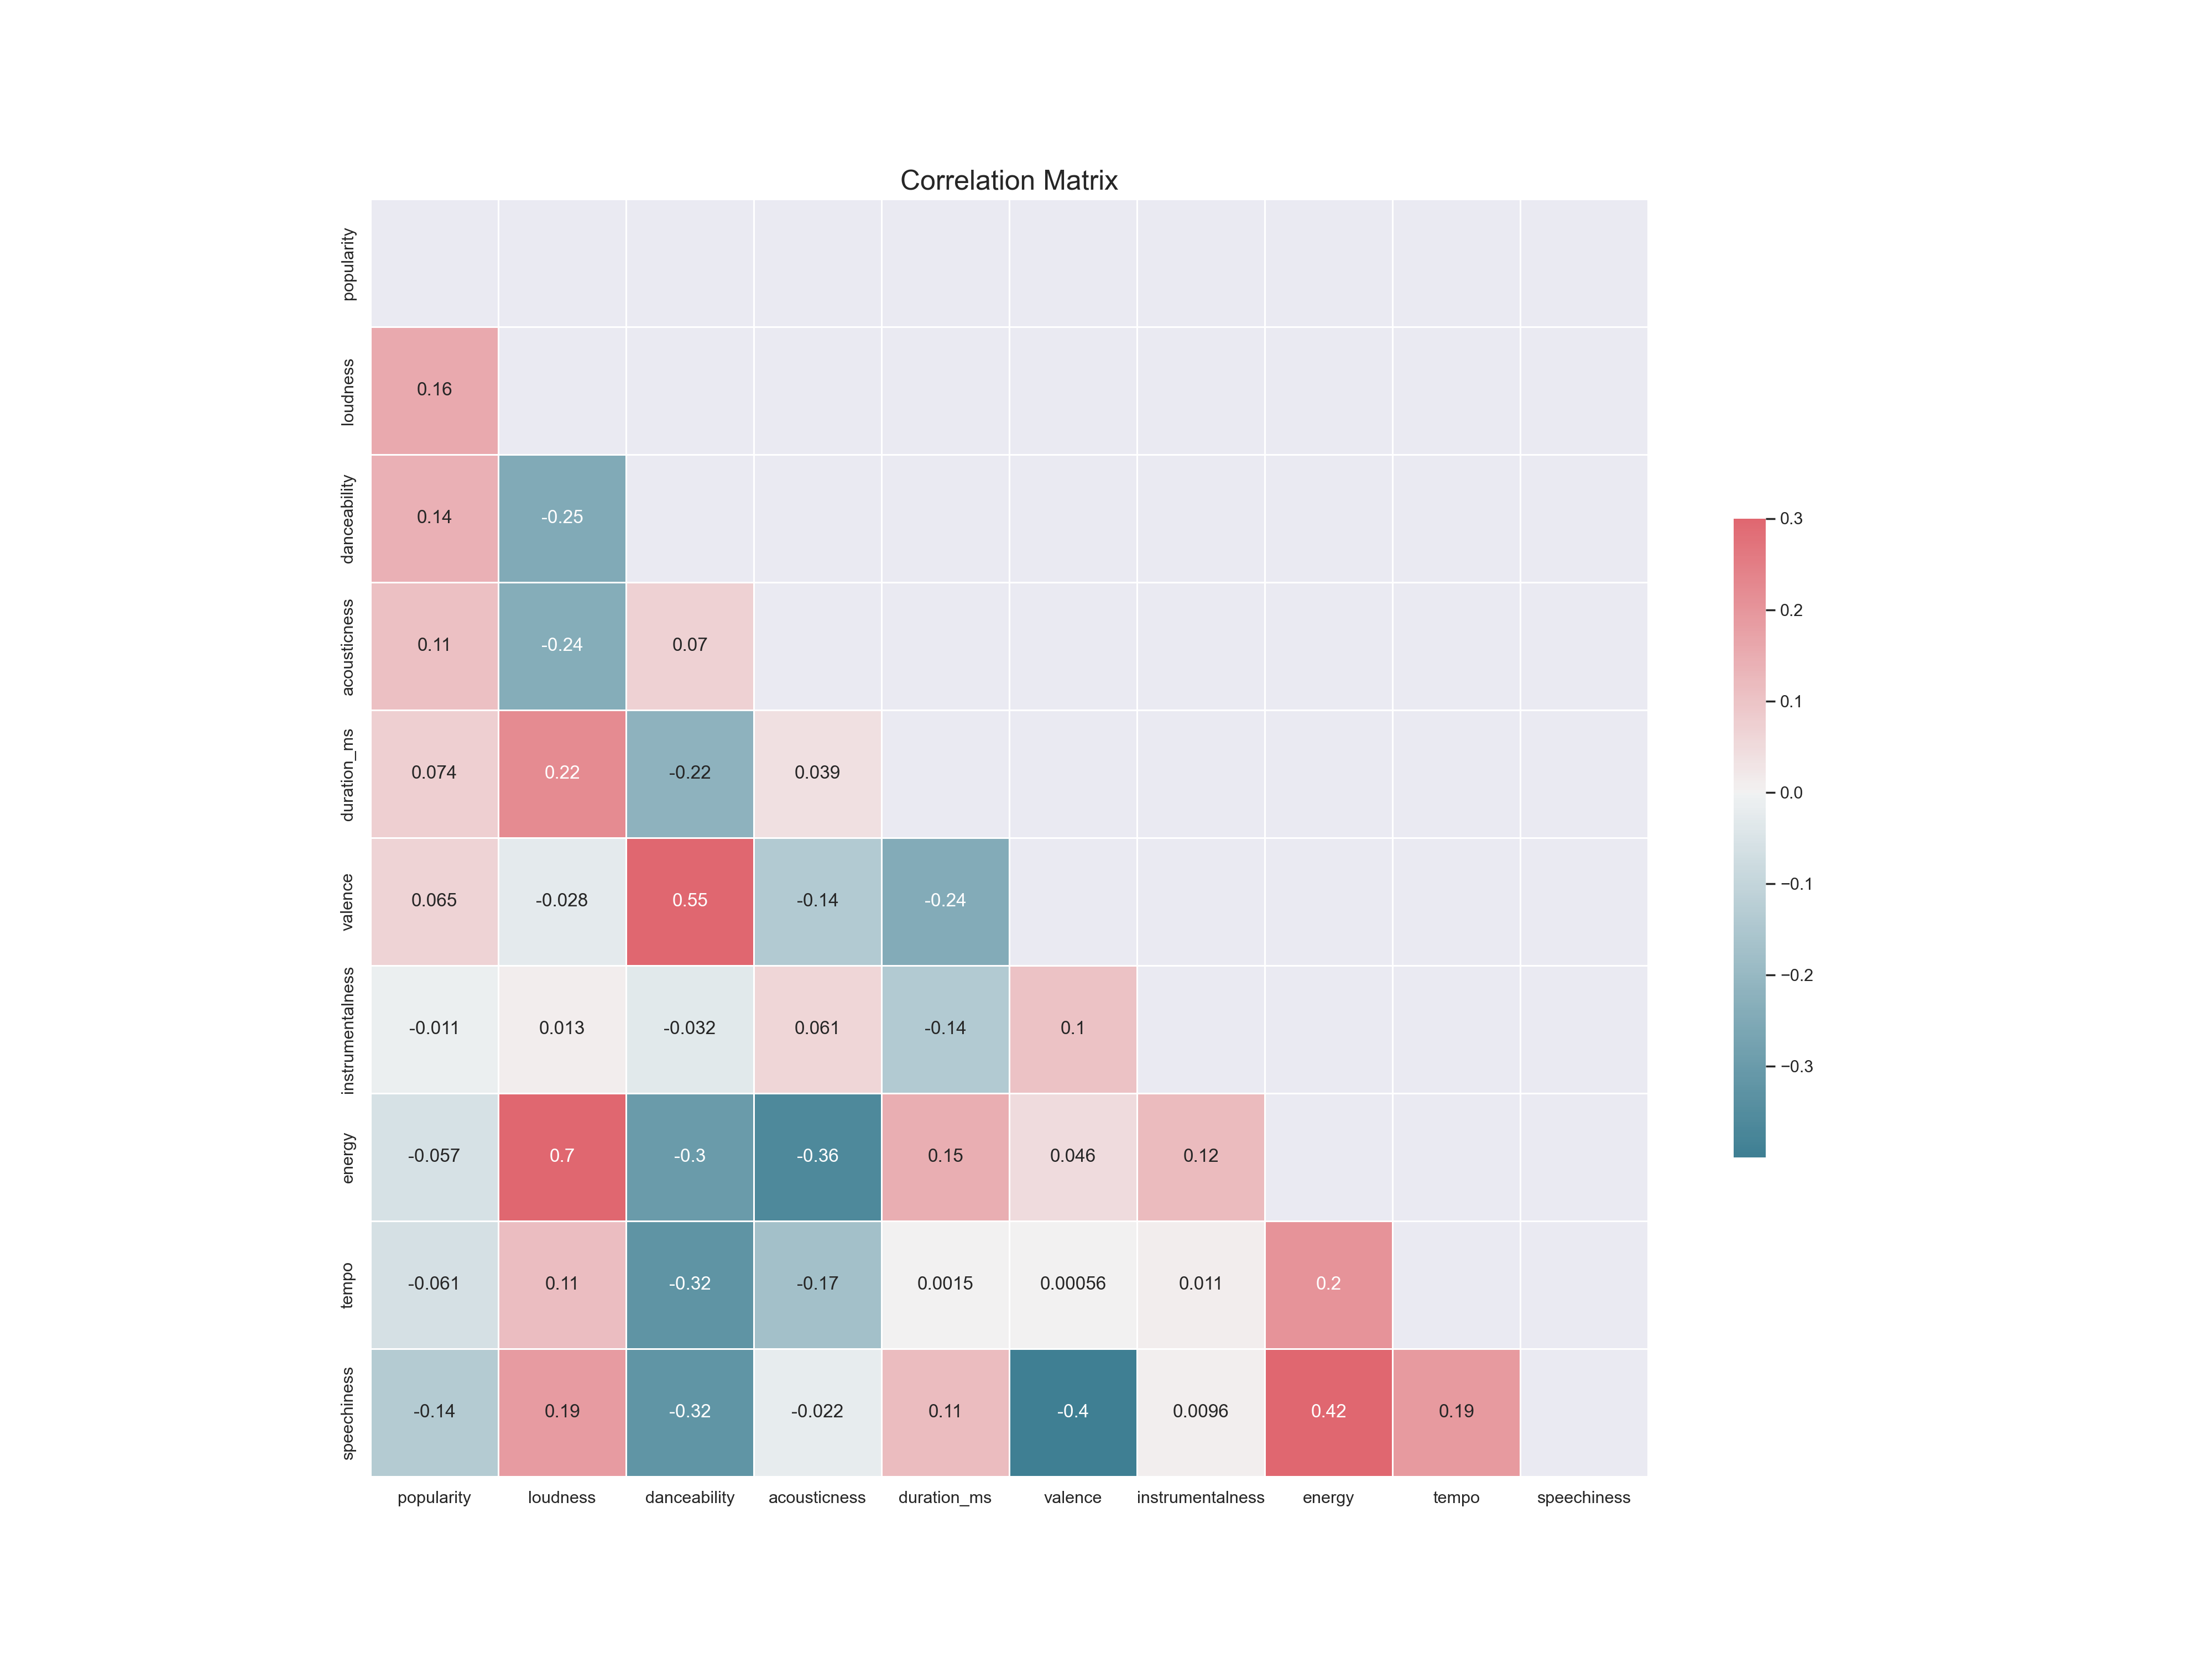 Correlation Matrix
popularity
loudness
0.16
danceability
0.14 -0.25
acousticness
0.11 -0.24 0.07
duration_ms
0.074 0.22 -0.22 0.039
valence
0.065 -0.028 0.55 -0.14 -0.24
instrumentalness
-0.011 0.013 -0.032 0.061 -0.14 0.1
energy
-0.057 0.7 -0.3 -0.36 0.15 0.046 0.12
tempo
-0.061 0.11 -0.32 -0.17 0.0015 0.00056 0.011 0.2
speechiness
-0.14 0.19 -0.32 -0.022 0.11 -0.4 0.0096 0.42 0.19
popularity loudness danceability acousticness duration_ms valence instrumentalness energy tempo speechiness
0.3
0.2
0.1
0.0
−0.1
−0.2
−0.3